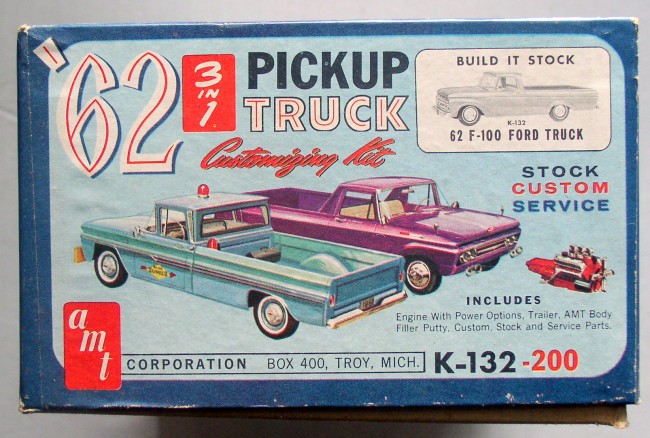 '62
3 IN 1
PICKUP
TRUCK
Customizing Kit
BUILD IT STOCK
K-132
62 F-100 FORD TRUCK
STOCK
CUSTOM
SERVICE
INCLUDES
Engine With Power Options, Trailer, AMT Body
Filler Putty, Custom, Stock and Service Parts.
amt
CORPORATION BOX 400, TROY, MICH.
K-132-200